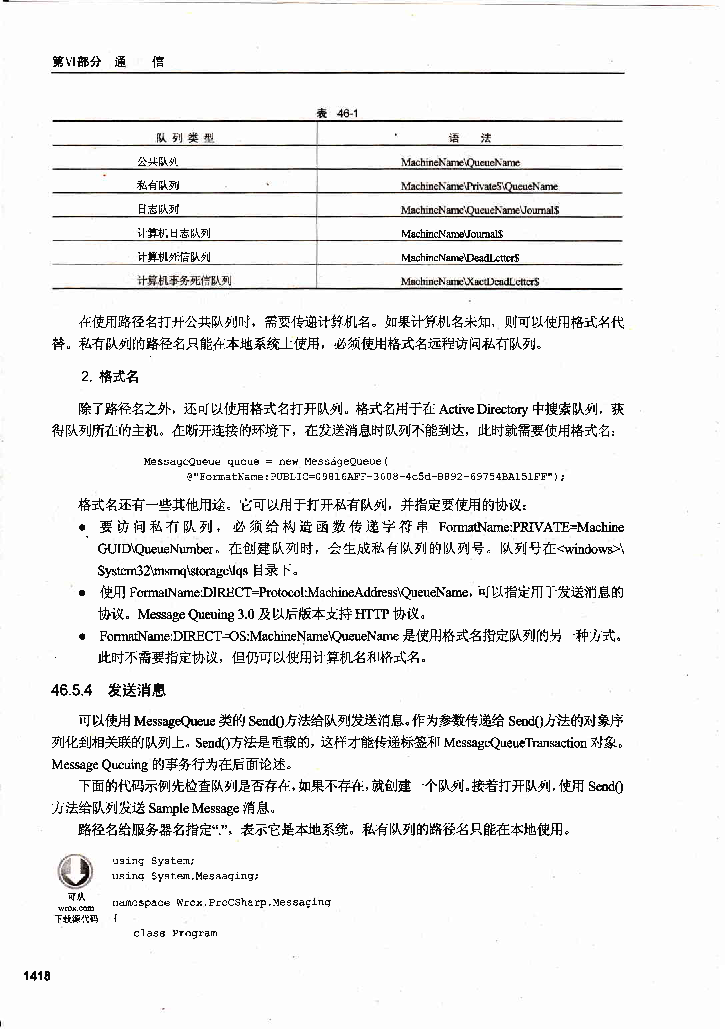 第VI部分 通 信
表 46-1
队 列 类 型 语 法
公共队列 MachineName\QueueName
私有队列 MachineName\Private$\QueueName
日志队列 MachineName\QueueName\Journal$
计算机日志队列 MachineName\Journal$
计算机死信队列 MachineName\DeadLetter$
计算机事务死信队列 MachineName\XactDeadLetter$
在使用路径名打开公共队列时，需要传递计算机名。如果计算机名未知，则可以使用格式名代
替。私有队列的路径名只能在本地系统上使用，必须使用格式名远程访问私有队列。
2. 格式名
除了路径名之外，还可以使用格式名打开队列。格式名用于在 Active Directory 中搜索队列，获
得队列所在的主机。在断开连接的环境下，在发送消息时队列不能到达，此时就需要使用格式名：
MessageQueue queue = new MessageQueue(
@"FormatName:PUBLIC=09816AFF-3608-4c5d-B892-69754BA151FF");
格式名还有一些其他用途。它可以用于打开私有队列，并指定要使用的协议：
● 要访问私有队列，必须给构造函数传递字符串 FormatName:PRIVATE=Machine
GUID\QueueNumber。在创建队列时，会生成私有队列的队列号。队列号在<windows>\
System32\msmq\storage\lqs 目录下。
● 使用 FormatName:DIRECT=Protocol:MachineAddress\QueueName，可以指定用于发送消息的
协议。Message Queuing 3.0 及以后版本支持 HTTP 协议。
● FormatName:DIRECT=OS:MachineName\QueueName 是使用格式名指定队列的另一种方式。
此时不需要指定协议，但仍可以使用计算机名和格式名。
46.5.4 发送消息
可以使用 MessageQueue 类的 Send()方法给队列发送消息。作为参数传递给 Send()方法的对象序
列化到相关联的队列上。Send()方法是重载的，这样才能传递标签和 MessageQueueTransaction 对象。
Message Queuing 的事务行为在后面论述。
下面的代码示例先检查队列是否存在，如果不存在，就创建一个队列。接着打开队列，使用 Send()
方法给队列发送 Sample Message 消息。
路径名给服务器名指定“.”，表示它是本地系统。私有队列的路径名只能在本地使用。
using System;
using System.Messaging;
可从
wrox.com
下载源代码
namespace Wrox.ProCSharp.Messaging
{
class Program
1418